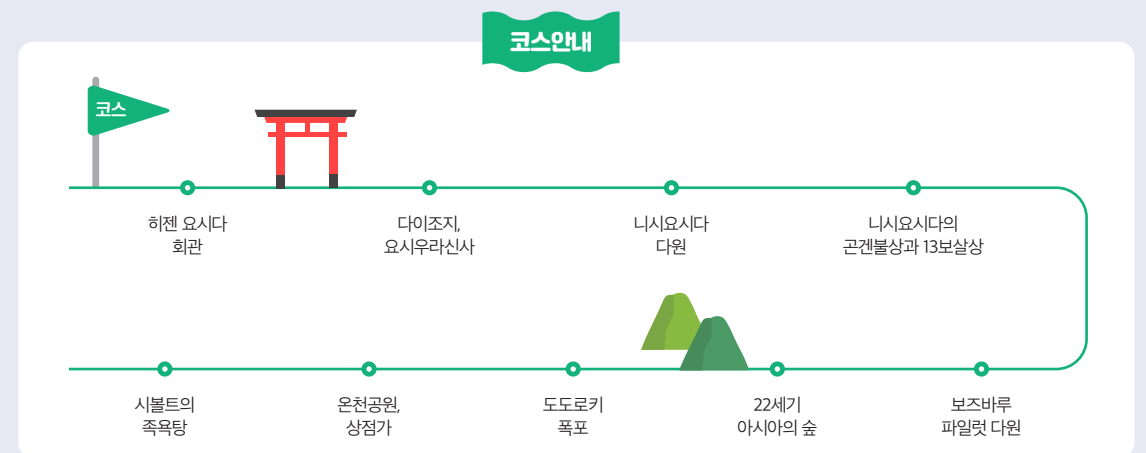 코스안내
코스
히젠 요시다
회관
다이조지,
요시우라신사
니시요시다
다원
니시요시다의
곤겐불상과 13보살상
보즈바루
파일럿 다원
22세기
아시아의 숲
도도로키
폭포
온천공원,
상점가
시볼트의
족욕탕